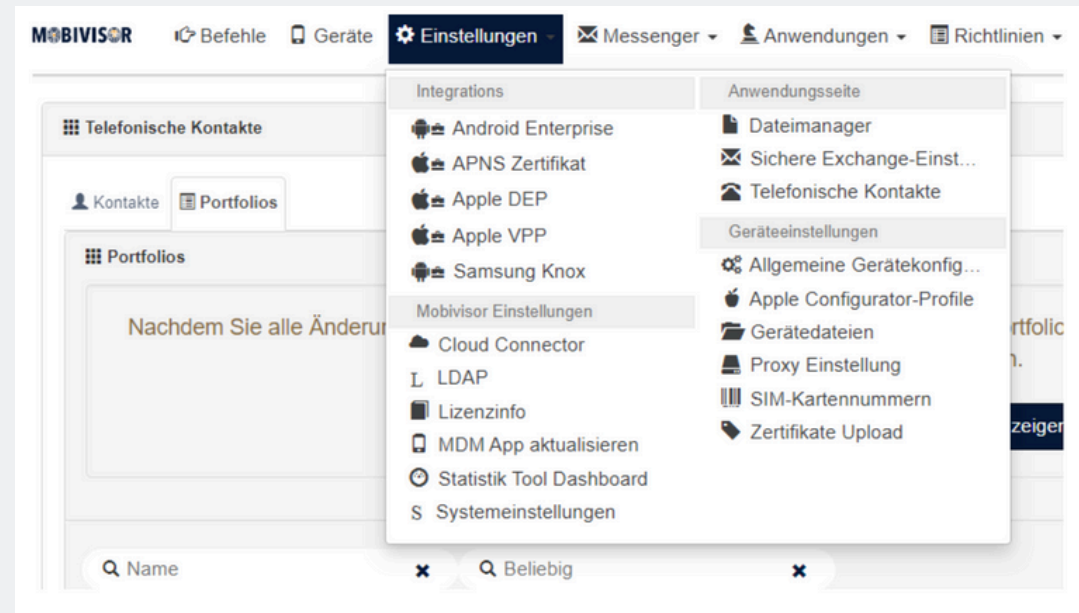 MOBIVISOR Befehle Geräte Einstellungen Messenger Anwendungen Richtlinien
Telefonische Kontakte
Kontakte Portfolios
Portfolios
Nachdem Sie alle
zeigen
Name Beliebig
Integrations
Android Enterprise
APNS Zertifikat
Apple DEP
Apple VPP
Samsung Knox
Mobivisor Einstellungen
Cloud Connector
L LDAP
Lizenzinfo
MDM App aktualisieren
Statistik Tool Dashboard
S Systemeinstellungen
Anwendungsseite
Dateimanager
Sichere Exchange-Einst...
Telefonische Kontakte
Geräteeinstellungen
Allgemeine Gerätekonfig...
Apple Configurator-Profile
Gerätedateien
Proxy Einstellung
SIM-Kartennummern
Zertifikate Upload